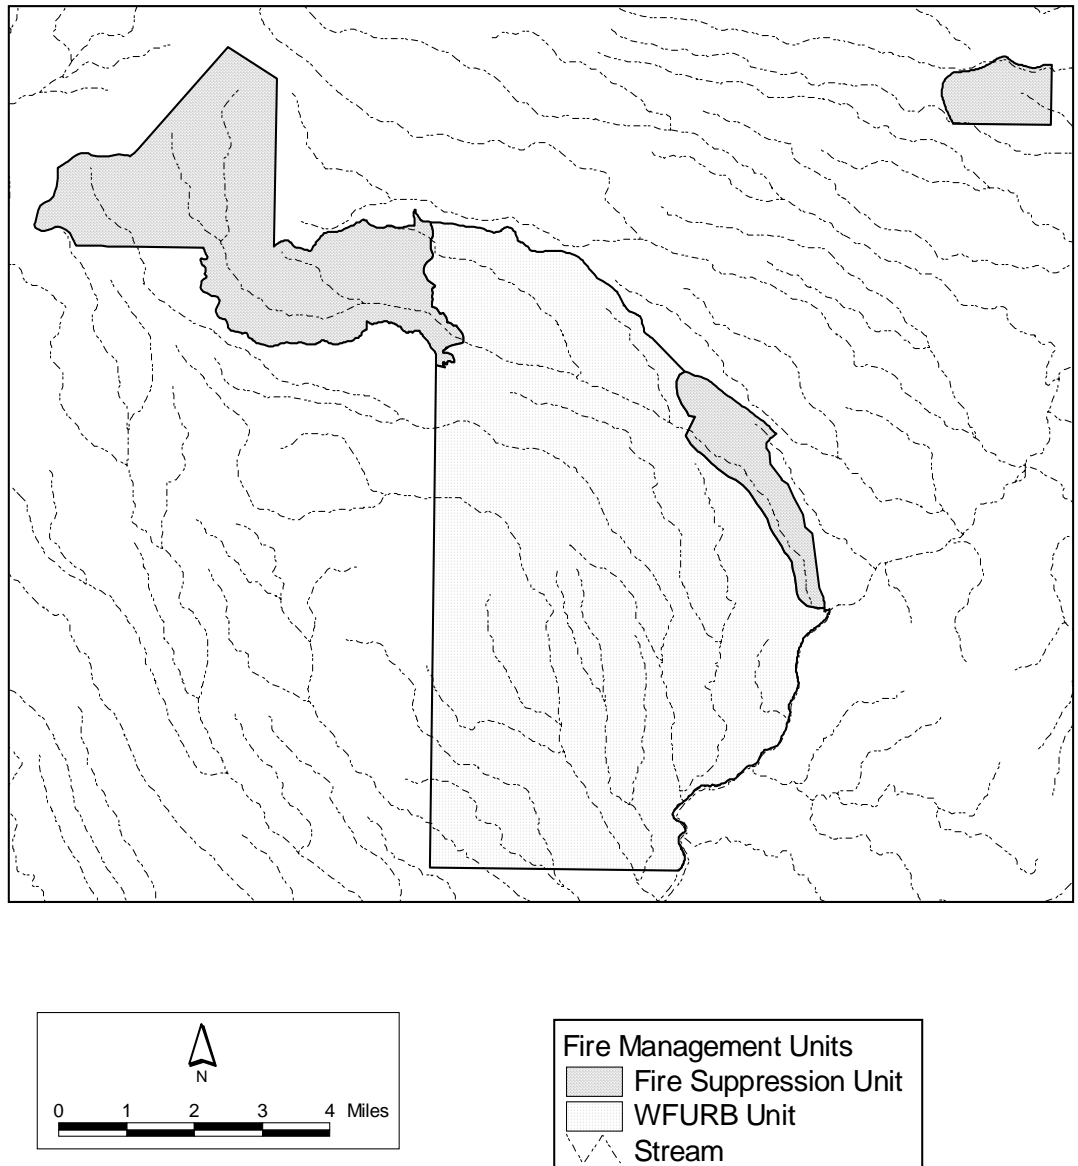 N
0 1 2 3 4 Miles
Fire Management Units
Fire Suppression Unit
WFURB Unit
Stream